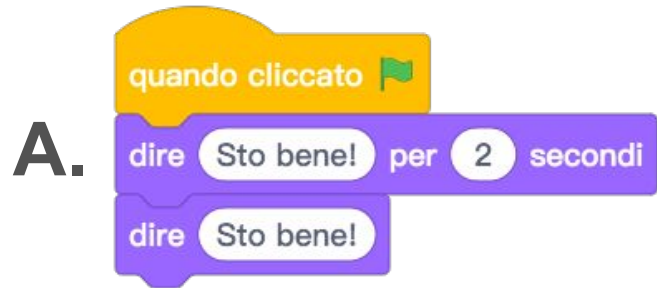 quando cliccato
A.
dire Sto bene! per 2 secondi
dire Sto bene!